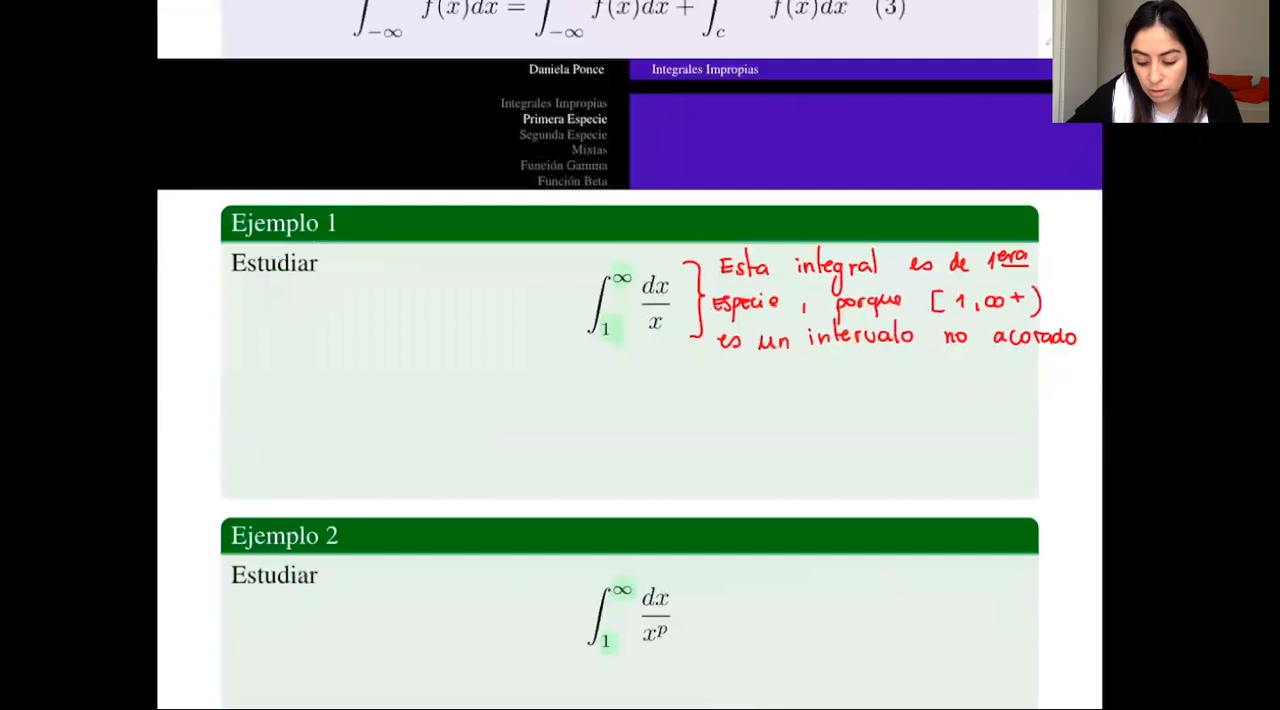 ∫_{-∞} f(x)dx = ∫_{-∞} f(x)dx + ∫_c f(x)dx (3)
Daniela Ponce Integrales Impropias
Integrales Impropias
Primera Especie
Segunda Especie
Mixtas
Función Gamma
Función Beta
Ejemplo 1
Estudiar
∫_1^∞ dx/x
Esta integral es de 1era
especie, porque [1,∞+)
es un intervalo no acotado
Ejemplo 2
Estudiar
∫_1^∞ dx/x^p